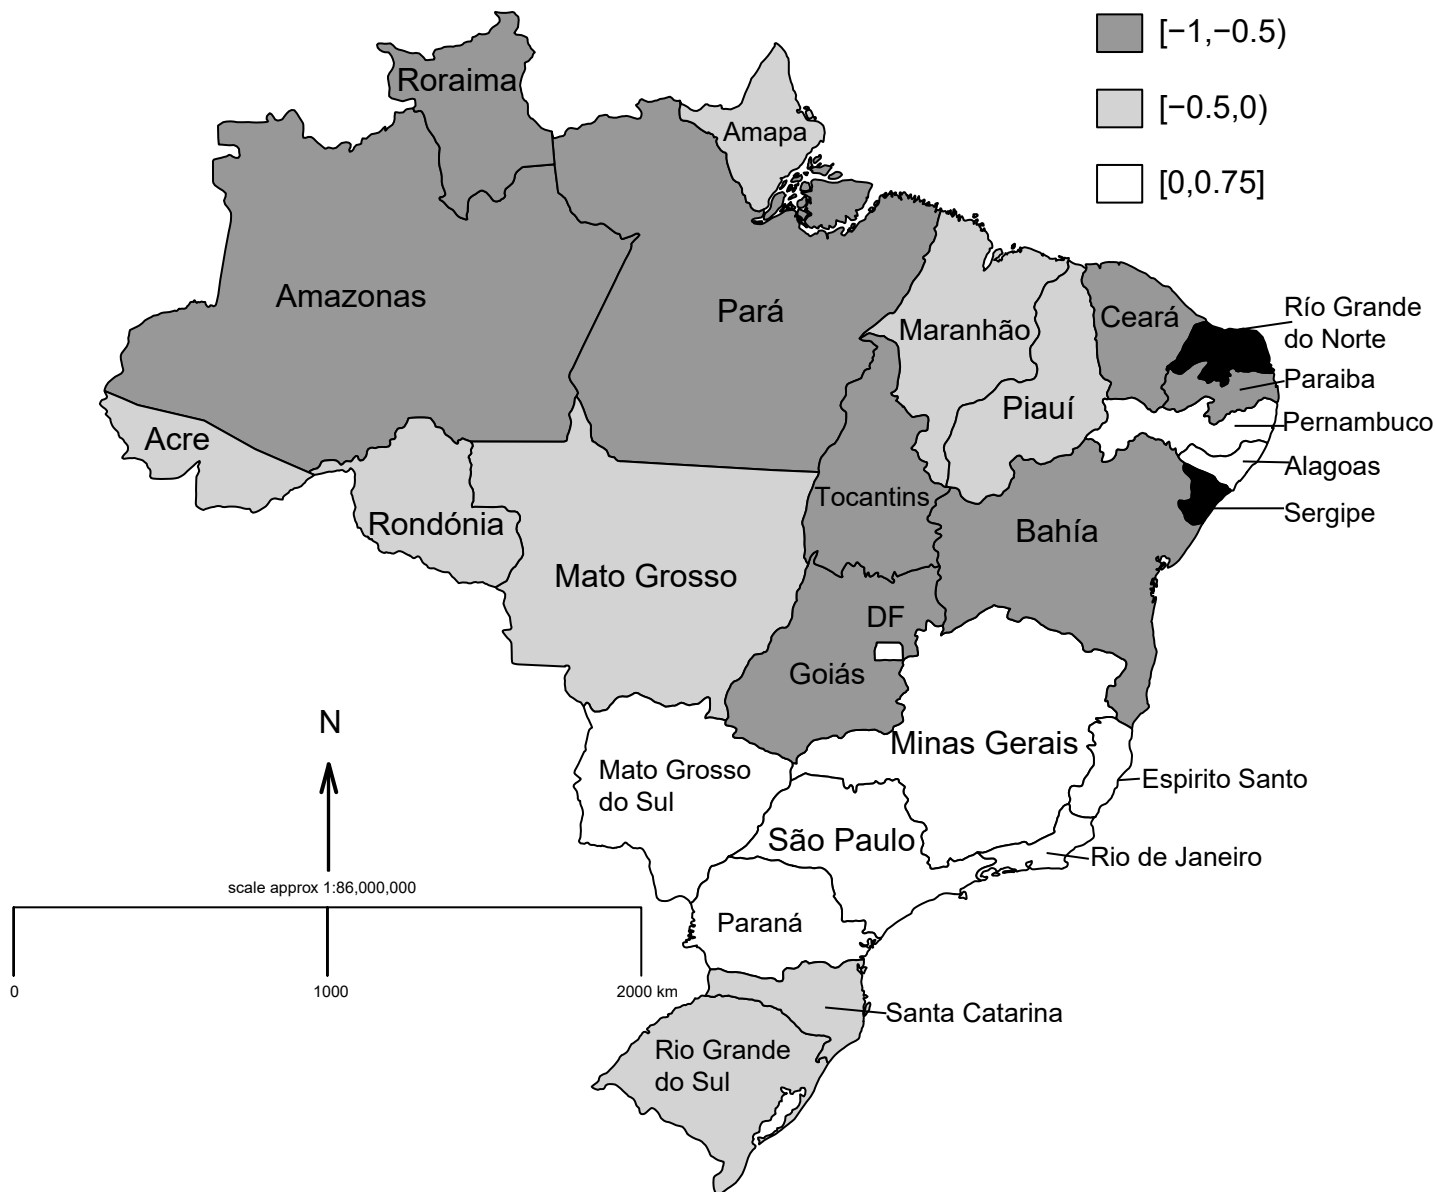 [−1,−0.5)
Roraima
[−0.5,0)
Amapa
[0,0.75]
Amazonas
Pará
Río Grande
do Norte
Ceará
Maranhão
Paraiba
Piauí
Pernambuco
Acre
Alagoas
Tocantins
Sergipe
Rondónia
Bahía
Mato Grosso
DF
Goiás
N
Minas Gerais
Mato Grosso
do Sul
Espirito Santo
São Paulo
Rio de Janeiro
scale approx 1:86,000,000
Paraná
0 1000 2000 km
Santa Catarina
Rio Grande
do Sul